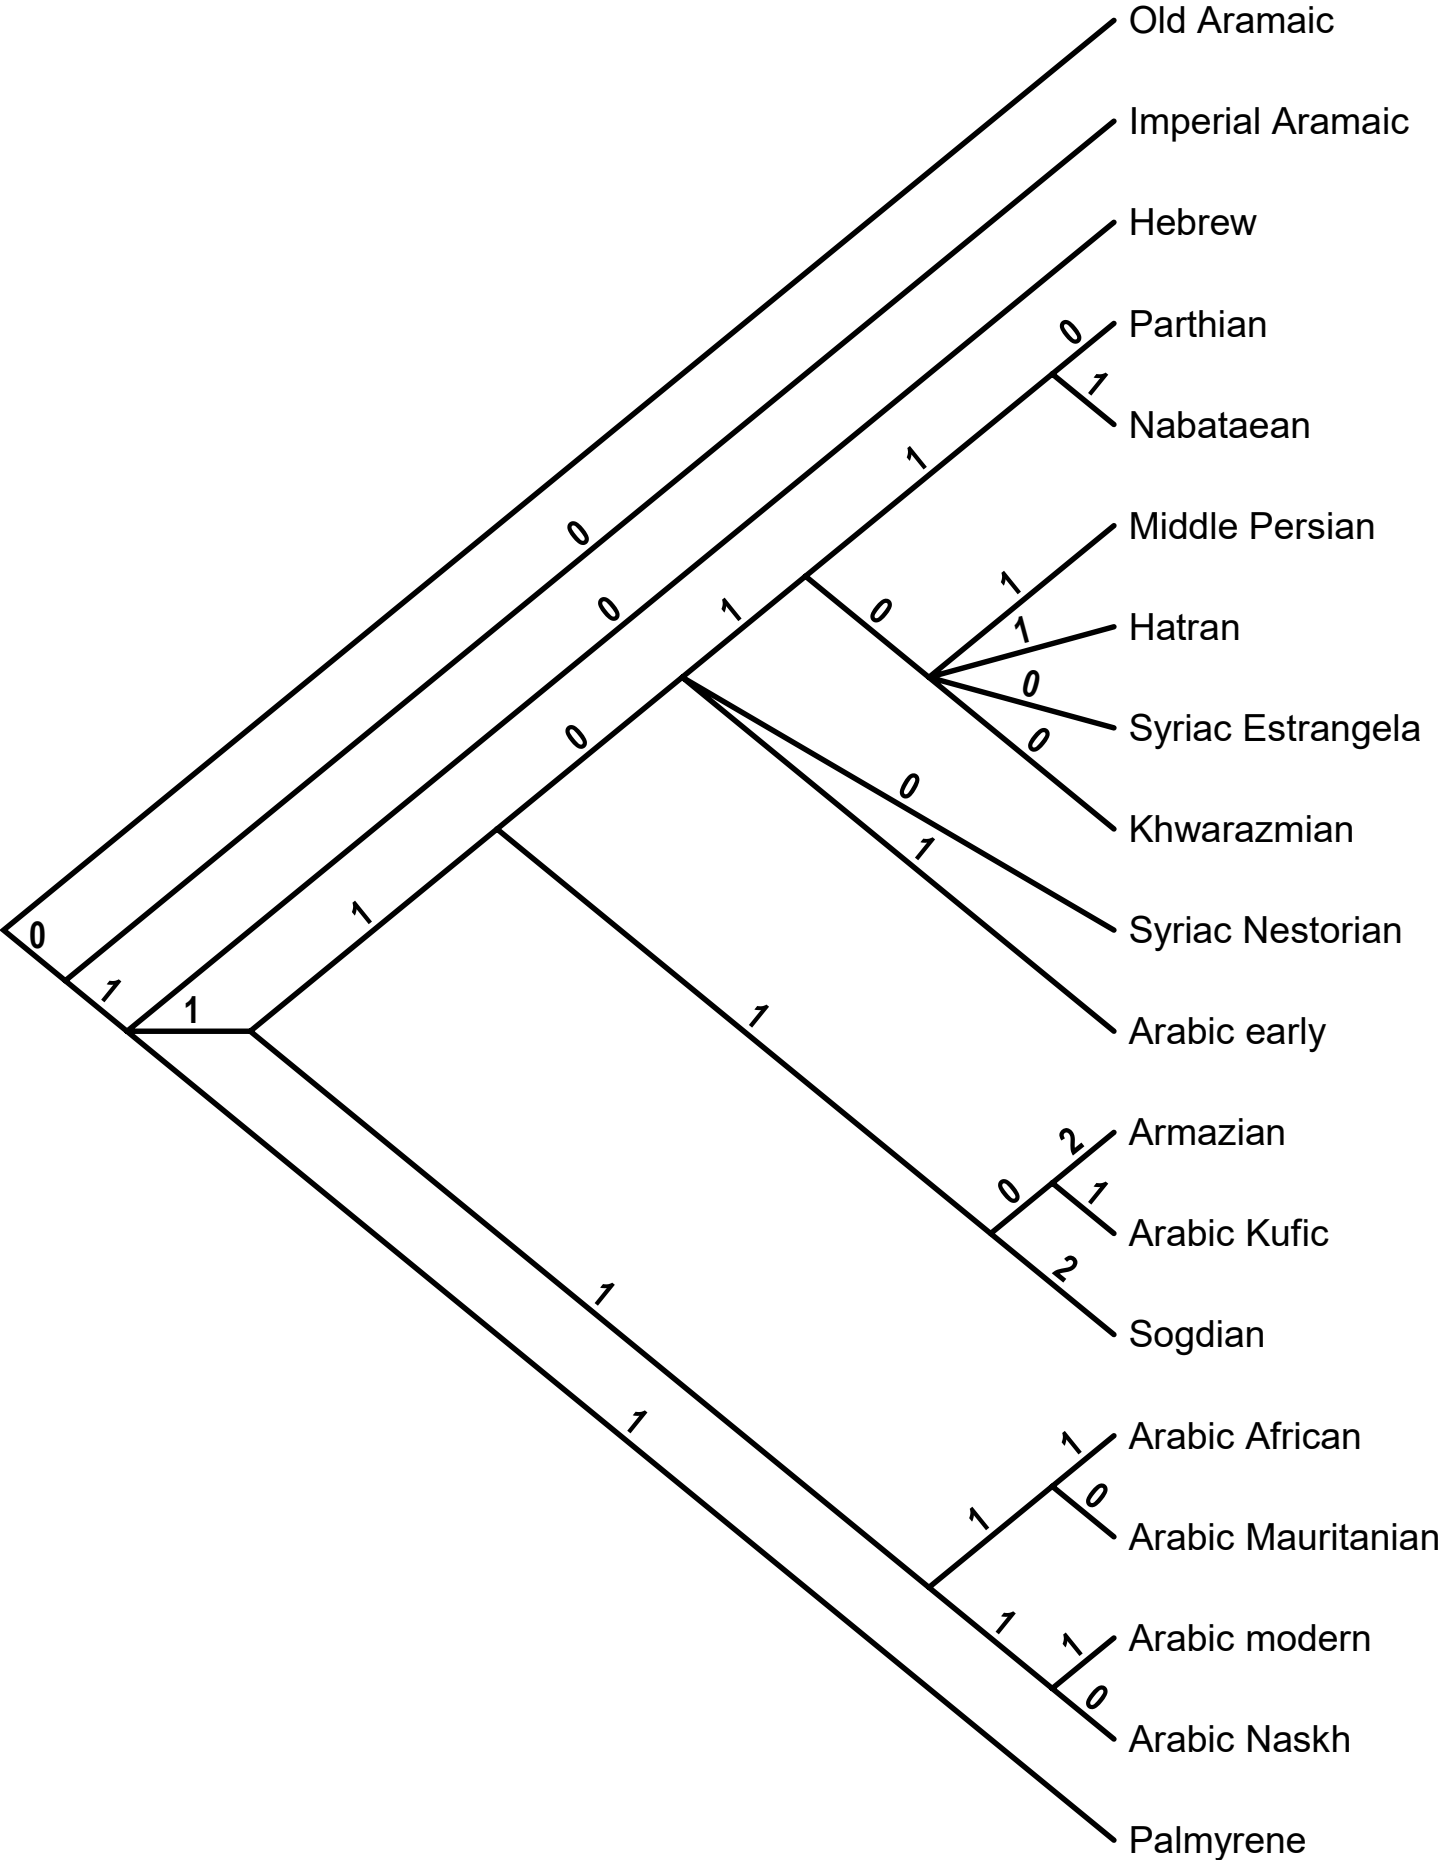 Old Aramaic
Imperial Aramaic
Hebrew
0
Parthian
1
Nabataean
1
Middle Persian
0
1
Hatran
1
0
1
0
0
Syriac Estrangela
0
0
Khwarazmian
0
1
1
Syriac Nestorian
0
1
1
1
Arabic early
2
Armazian
0
1
Arabic Kufic
2
Sogdian
1
1
1
Arabic African
0
1
Arabic Mauritanian
1
1
Arabic modern
0
Arabic Naskh
Palmyrene